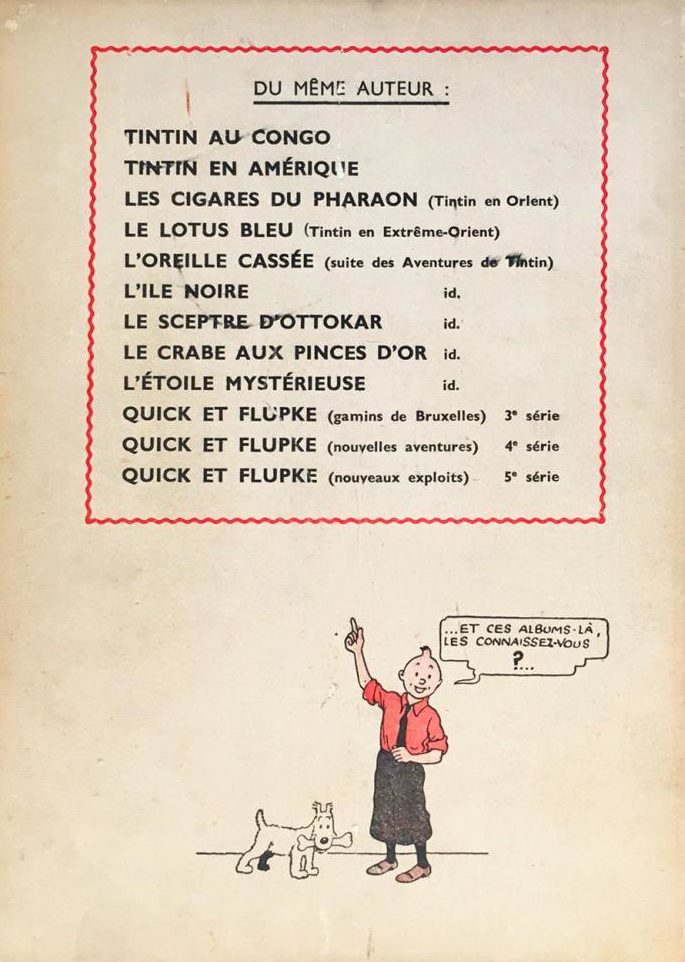 DU MÊME AUTEUR :
TINTIN AU CONGO
TINTIN EN AMÉRIQUE
LES CIGARES DU PHARAON (Tintin en Orient)
LE LOTUS BLEU (Tintin en Extrême-Orient)
L'OREILLE CASSÉE (suite des Aventures de Tintin)
L'ILE NOIRE id.
LE SCEPTRE D'OTTOKAR id.
LE CRABE AUX PINCES D'OR id.
L'ÉTOILE MYSTÉRIEUSE id.
QUICK ET FLUPKE (gamins de Bruxelles) 3e série
QUICK ET FLUPKE (nouvelles aventures) 4e série
QUICK ET FLUPKE (nouveaux exploits) 5e série
...ET CES ALBUMS-LÀ,
LES CONNAISSEZ-VOUS
?...